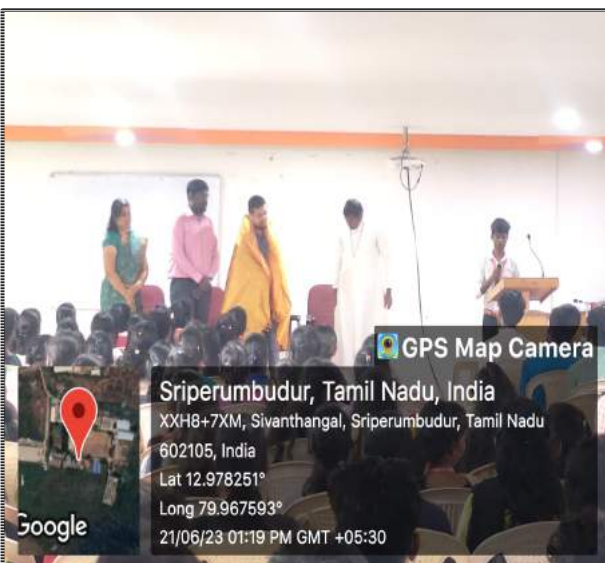 GPS Map Camera
Sriperumbudur, Tamil Nadu, India
XXH8+7XM, Sivanthangal, Sriperumbudur, Tamil Nadu
602105, India
Lat 12.978251°
Long 79.967593°
21/06/23 01:19 PM GMT +05:30
Google